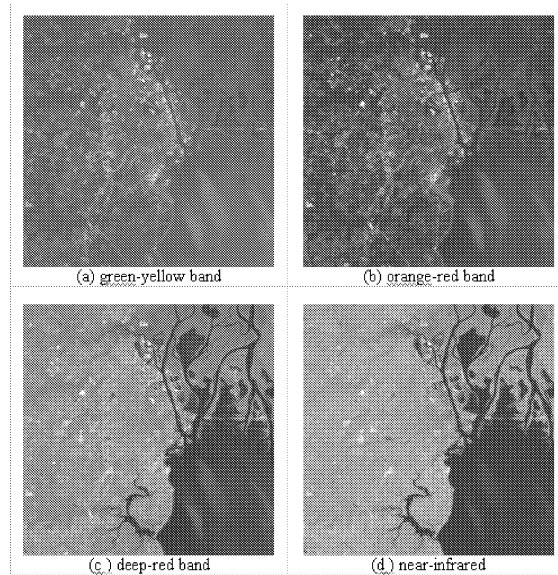 (a) green-yellow band
(b) orange-red band
(c ) deep-red band
(d ) near-infrared